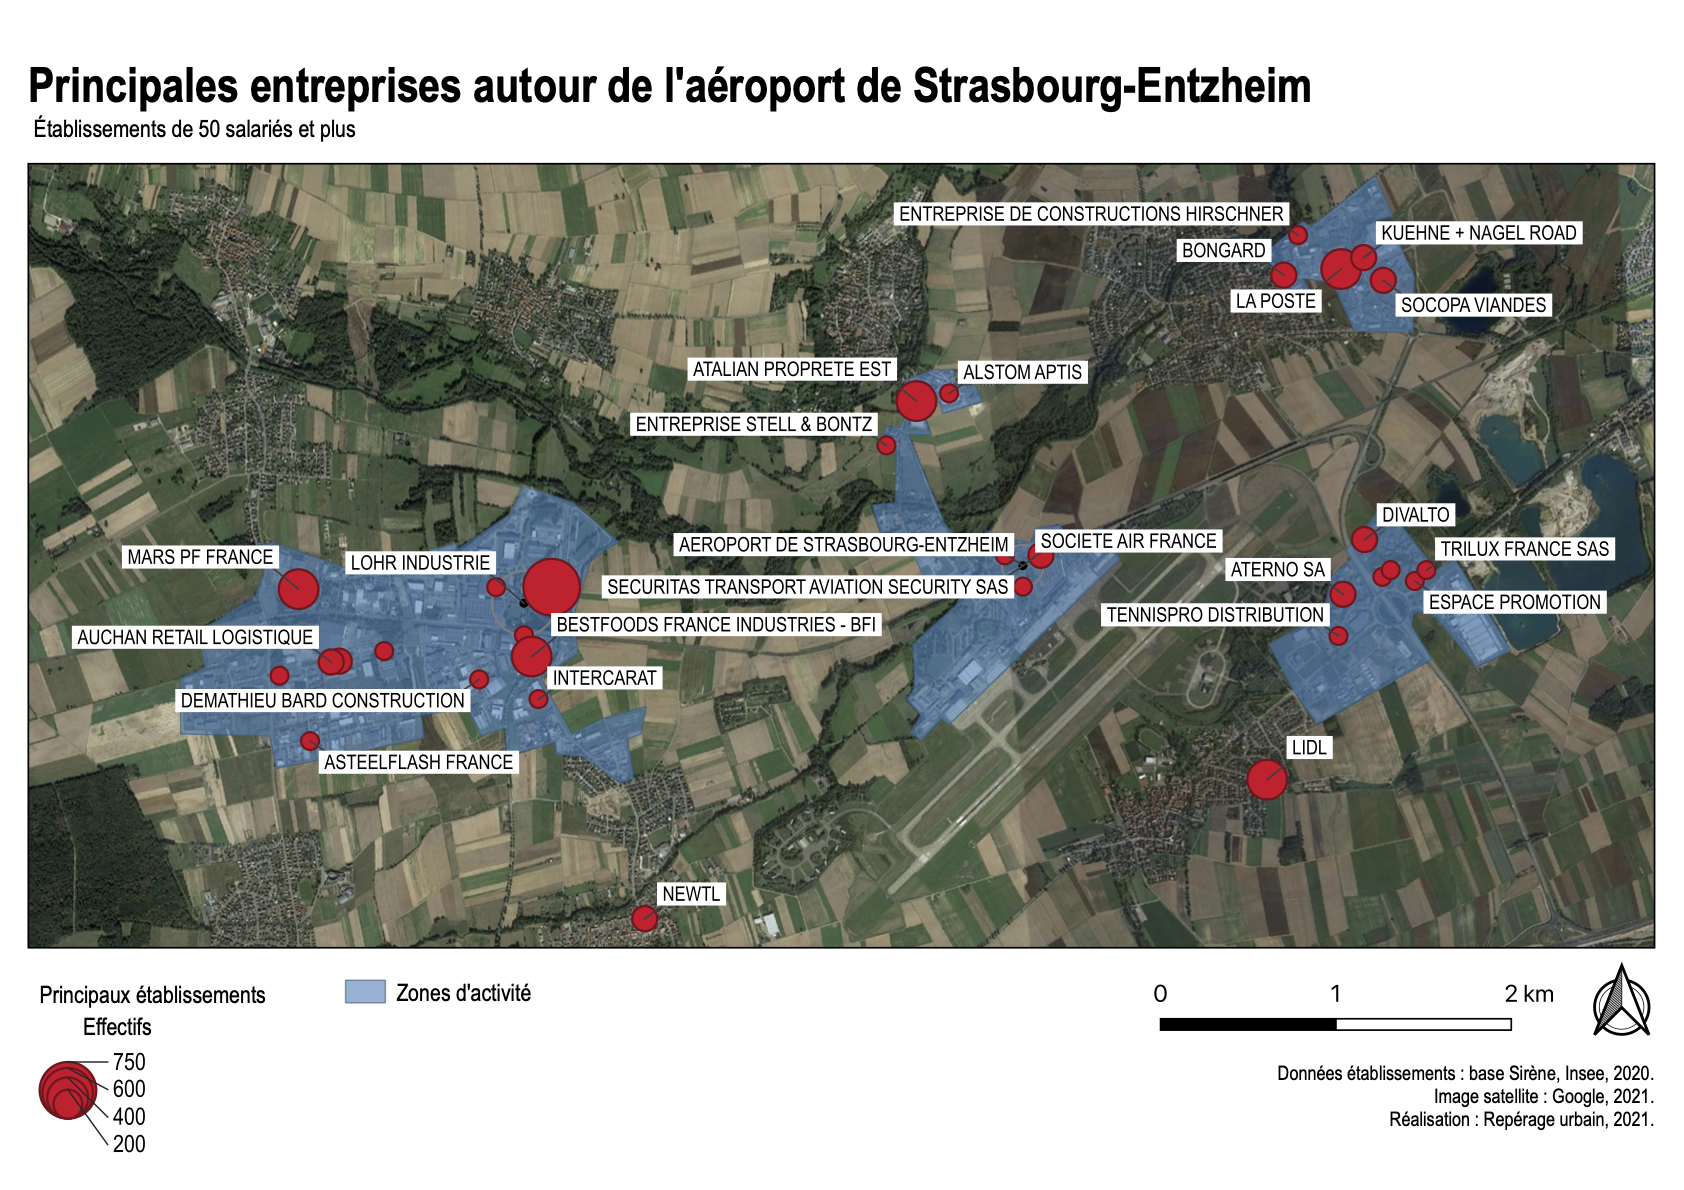 Principales entreprises autour de l'aéroport de Strasbourg-Entzheim
Établissements de 50 salariés et plus
ENTREPRISE DE CONSTRUCTIONS HIRSCHNER
KUEHNE + NAGEL ROAD
BONGARD
LA POSTE
SOCOPA VIANDES
ATALIAN PROPRETE EST
ALSTOM APTIS
ENTREPRISE STELL & BONTZ
DIVALTO
AEROPORT DE STRASBOURG-ENTZHEIM
SOCIETE AIR FRANCE
TRILUX FRANCE SAS
MARS PF FRANCE
LOHR INDUSTRIE
ATERNO SA
SECURITAS TRANSPORT AVIATION SECURITY SAS
ESPACE PROMOTION
TENNISPRO DISTRIBUTION
BESTFOODS FRANCE INDUSTRIES - BFI
AUCHAN RETAIL LOGISTIQUE
INTERCARAT
DEMATHIEU BARD CONSTRUCTION
LIDL
ASTEELFLASH FRANCE
NEWTL
Principaux établissements
Effectifs
750
600
400
200
Zones d'activité
0 1 2 km
Données établissements : base Sirène, Insee, 2020.
Image satellite : Google, 2021.
Réalisation : Repérage urbain, 2021.